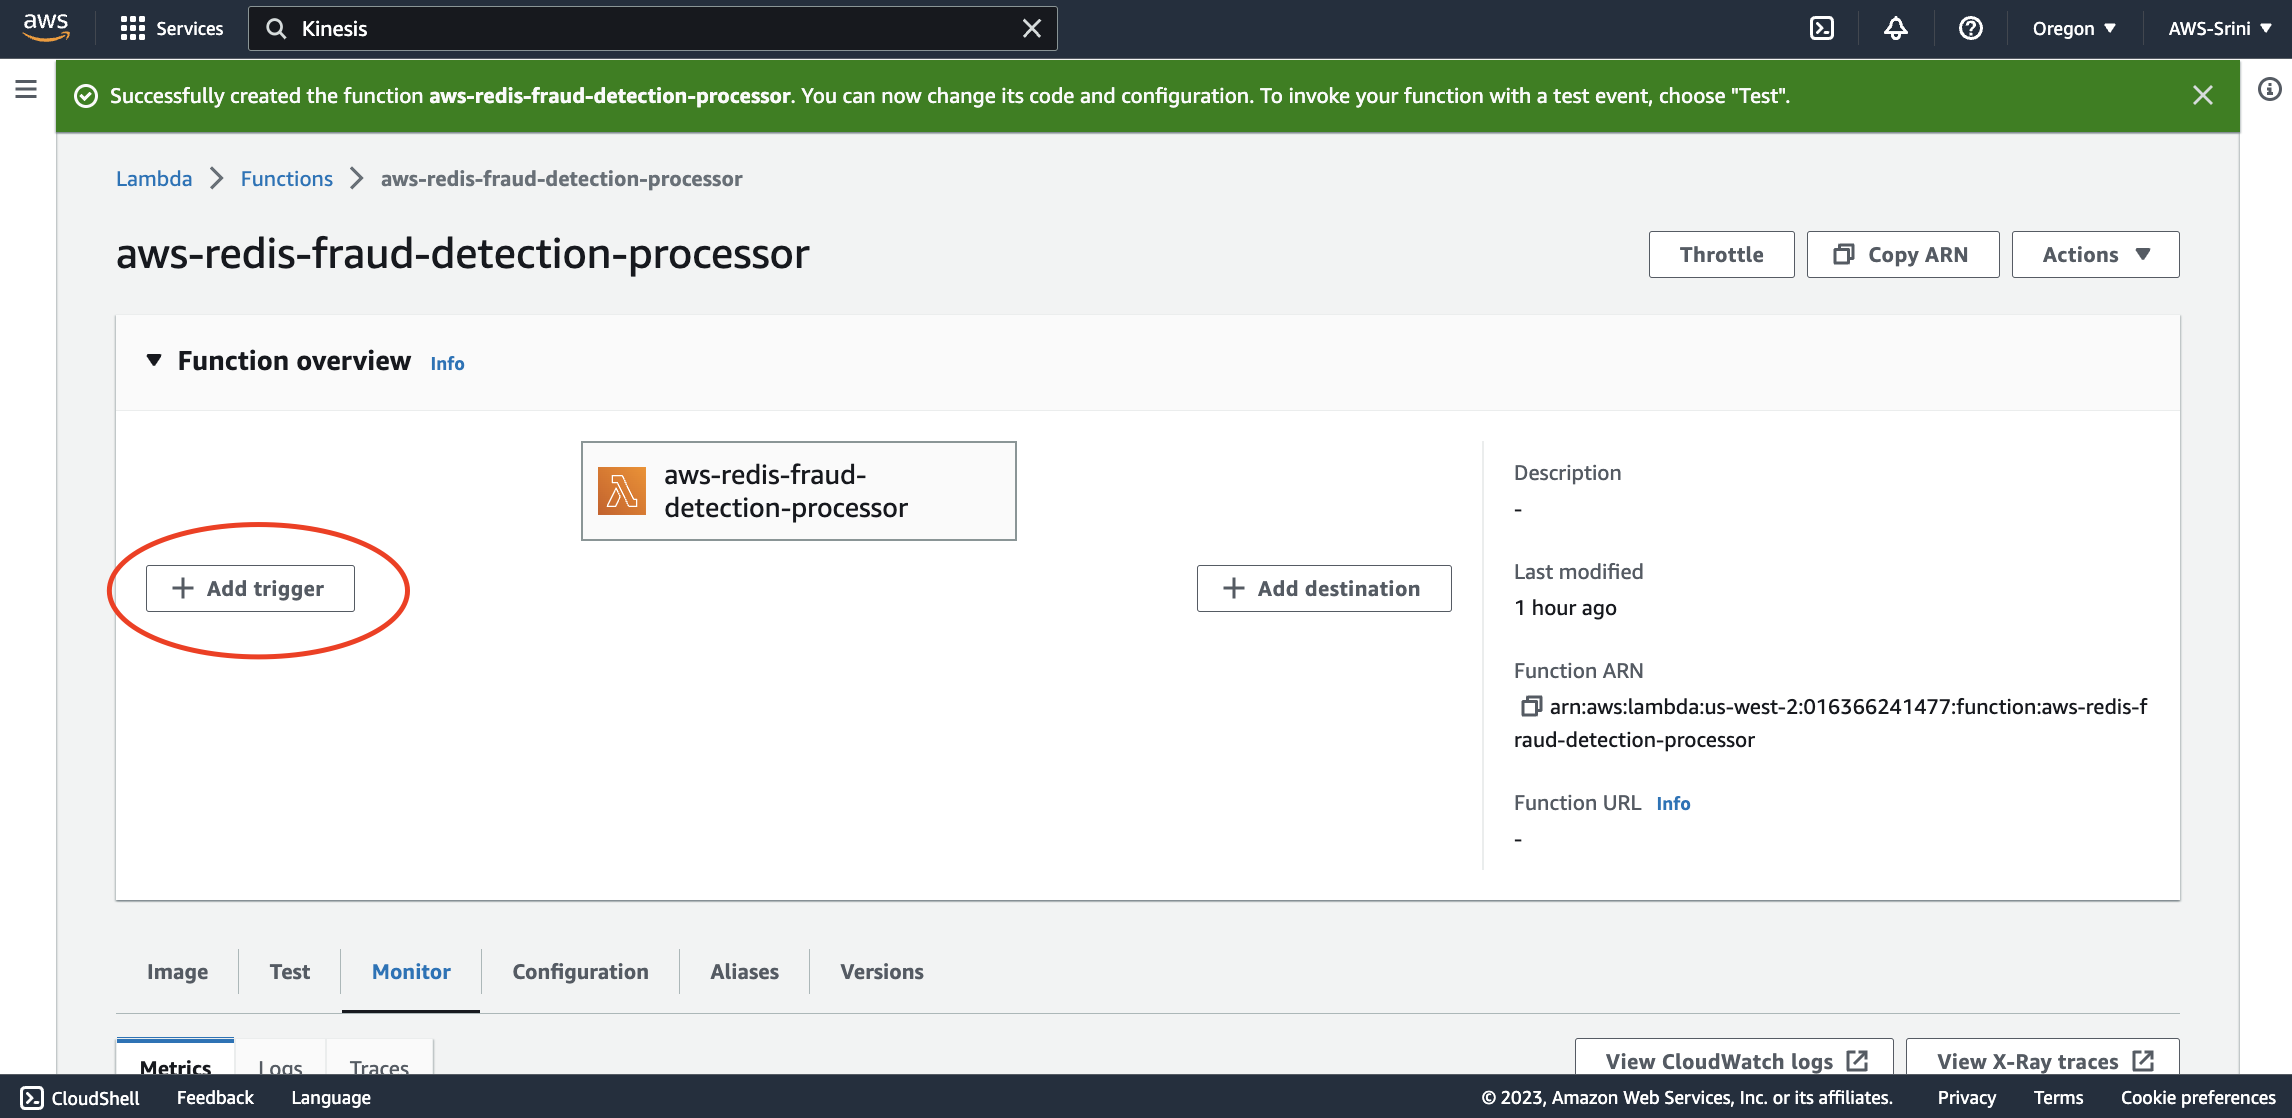 aws
Services
Kinesis
Oregon ▼
AWS-Srini ▼
Successfully created the function aws-redis-fraud-detection-processor. You can now change its code and configuration. To invoke your function with a test event, choose "Test".
Lambda > Functions > aws-redis-fraud-detection-processor
aws-redis-fraud-detection-processor
Throttle
Copy ARN
Actions ▼
▼ Function overview Info
aws-redis-fraud-
detection-processor
+ Add trigger
+ Add destination
Description
-
Last modified
1 hour ago
Function ARN
arn:aws:lambda:us-west-2:016366241477:function:aws-redis-f
raud-detection-processor
Function URL Info
-
Image
Test
Monitor
Configuration
Aliases
Versions
Metrics
Logs
Traces
View CloudWatch logs
View X-Ray traces
CloudShell
Feedback
Language
© 2023, Amazon Web Services, Inc. or its affiliates.
Privacy
Terms
Cookie preferences